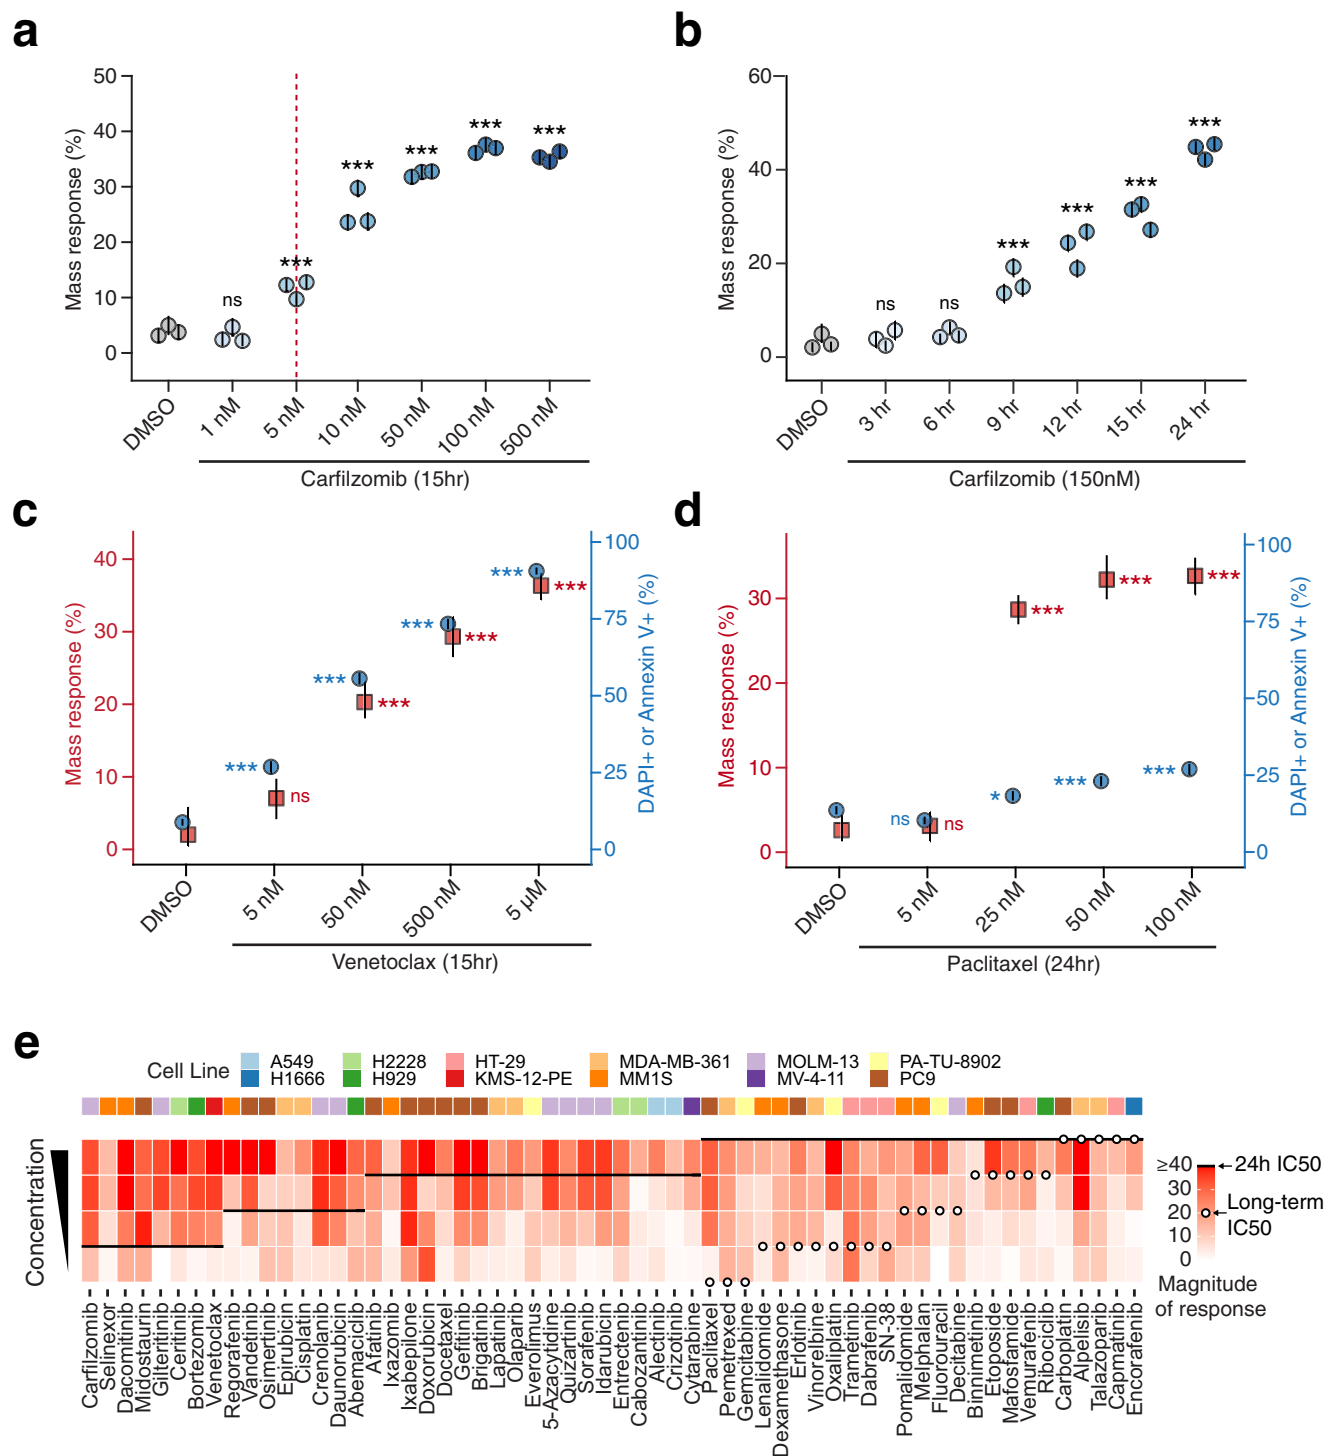 a
50
40
30
20
10
0
Mass response (%)
***
***
***
***
***
ns
DMSO
1 nM
5 nM
10 nM
50 nM
100 nM
500 nM
Carfilzomib (15hr)
b
60
40
20
0
Mass response (%)
***
***
***
***
ns
ns
DMSO
3 hr
6 hr
9 hr
12 hr
15 hr
24 hr
Carfilzomib (150nM)
c
40
30
20
10
0
Mass response (%)
100
75
50
25
0
DAPI+ or Annexin V+ (%)
***
***
***
***
***
***
***
ns
DMSO
5 nM
50 nM
500 nM
5 µM
Venetoclax (15hr)
d
30
20
10
0
Mass response (%)
100
75
50
25
0
DAPI+ or Annexin V+ (%)
***
***
***
ns
ns
*
***
***
DMSO
5 nM
25 nM
50 nM
100 nM
Paclitaxel (24hr)
e
Cell Line
A549
H2228
HT-29
MDA-MB-361
MOLM-13
PA-TU-8902
H1666
H929
KMS-12-PE
MM1S
MV-4-11
PC9
Concentration
≥40
30
20
10
0
24h IC50
Long-term
IC50
Magnitude
of response
Carfilzomib
Selinexor
Dacomitinib
Midostaurin
Gilteritinib
Ceritinib
Bortezomib
Venetoclax
Regorafenib
Vandetinib
Osimertinib
Epirubicin
Cisplatin
Crenolanib
Daunorubicin
Abemaciclib
Afatinib
Ixazomib
Ixabepilone
Doxorubicin
Docetaxel
Gefitinib
Brigatinib
Lapatinib
Olaparib
Everolimus
5-Azacytidine
Quizartinib
Sorafenib
Idarubicin
Entrectenib
Cabozantinib
Alectinib
Crizotinib
Cytarabine
Paclitaxel
Pemetrexed
Gemcitabine
Lenalidomide
Dexamethasone
Erlotinib
Vinorelbine
Oxaliplatin
Trametinib
Dabrafenib
SN-38
Pomalidomide
Melphalan
Fluorouracil
Decitabine
Binimetinib
Etoposide
Mafosfamide
Vemurafenib
Ribociclib
Carboplatin
Alpelisib
Talazoparib
Capmatinib
Encorafenib